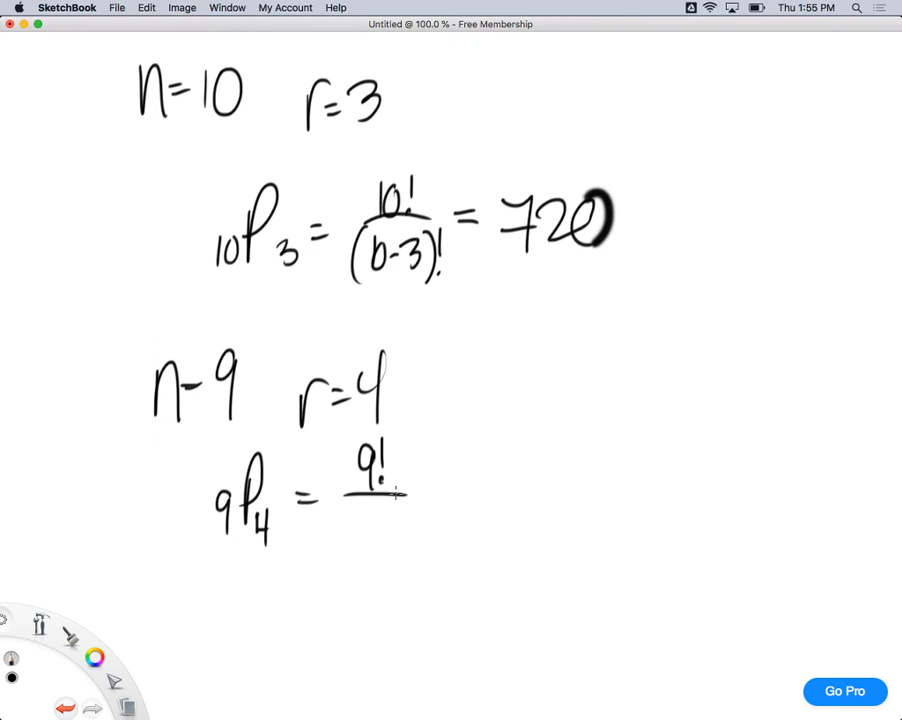 SketchBook File Edit Image Window My Account Help Thu 1:55 PM
Untitled @ 100.0 % - Free Membership
n=10 r=3
10P3 = 10!/(10-3)! = 720
n-9 r=4
9P4 = 9!
Go Pro